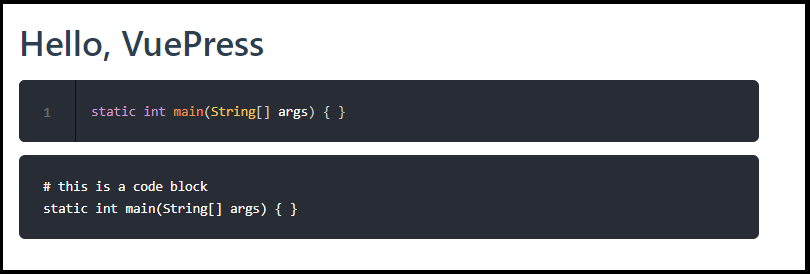 Hello, VuePress
1 static int main(String[] args) { }
# this is a code block
static int main(String[] args) { }